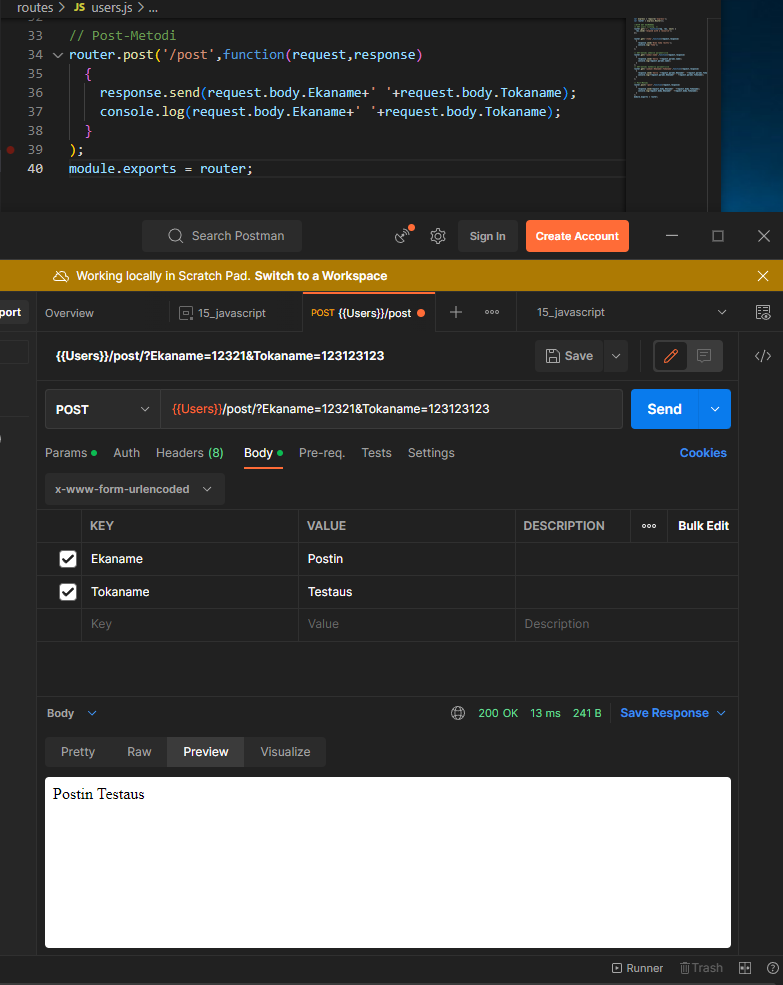 routes > JS users.js > ...
33 // Post-Metodi
34 router.post('/post',function(request,response)
35 {
36 response.send(request.body.Ekaname+' '+request.body.Tokaname);
37 console.log(request.body.Ekaname+' '+request.body.Tokaname);
38 }
39 );
40 module.exports = router;
Search Postman
Sign In
Create Account
Working locally in Scratch Pad. Switch to a Workspace
port
Overview
15_javascript
POST {{Users}}/post
15_javascript
{{Users}}/post/?Ekaname=12321&Tokaname=123123123
Save
POST
{{Users}}/post/?Ekaname=12321&Tokaname=123123123
Send
Params
Auth
Headers (8)
Body
Pre-req.
Tests
Settings
Cookies
x-www-form-urlencoded
KEY
VALUE
DESCRIPTION
Bulk Edit
Ekaname
Postin
Tokaname
Testaus
Key
Value
Description
Body
200 OK
13 ms
241 B
Save Response
Pretty
Raw
Preview
Visualize
Postin Testaus
Runner
Trash